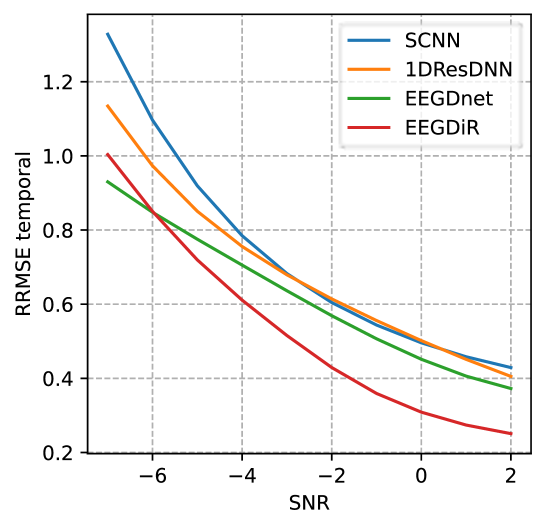 SCNN
1DResDNN
EEGDnet
EEGDiR
RRMSE temporal
1.2
1.0
0.8
0.6
0.4
0.2
−6
−4
−2
0
2
SNR